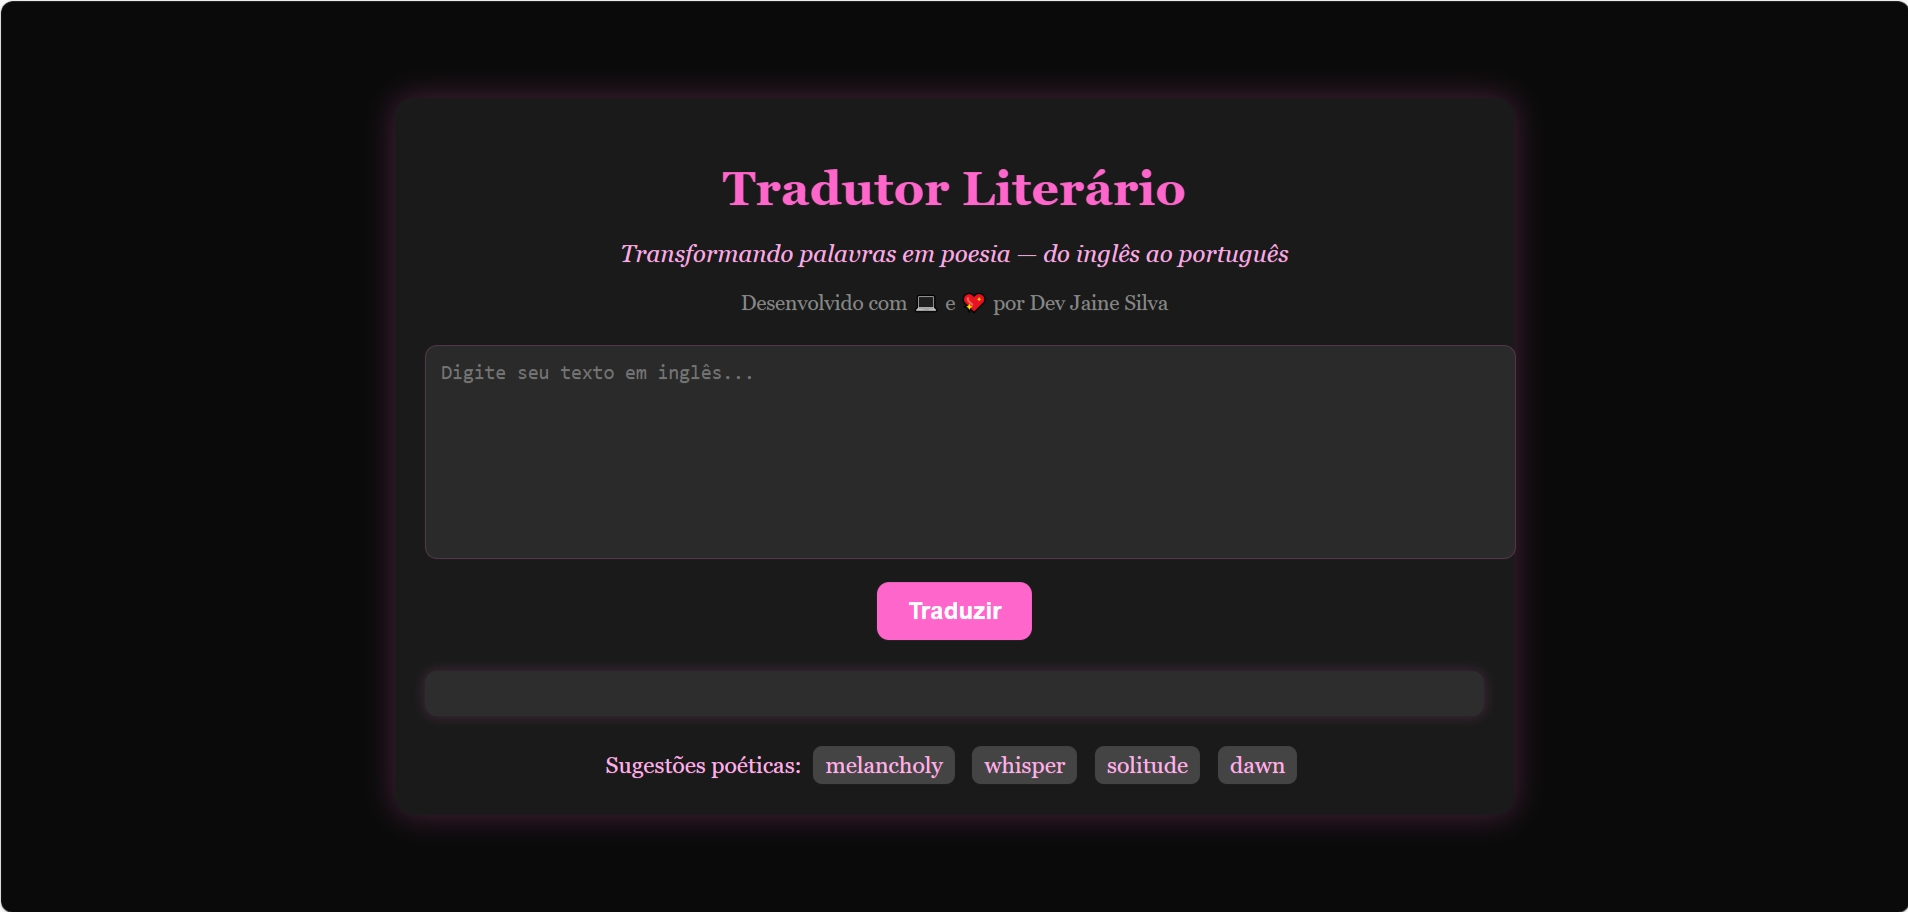 Tradutor Literário
Transformando palavras em poesia — do inglês ao português
Desenvolvido com 💻 e 💖 por Dev Jaine Silva
Digite seu texto em inglês...
Traduzir
Sugestões poéticas: melancholy whisper solitude dawn